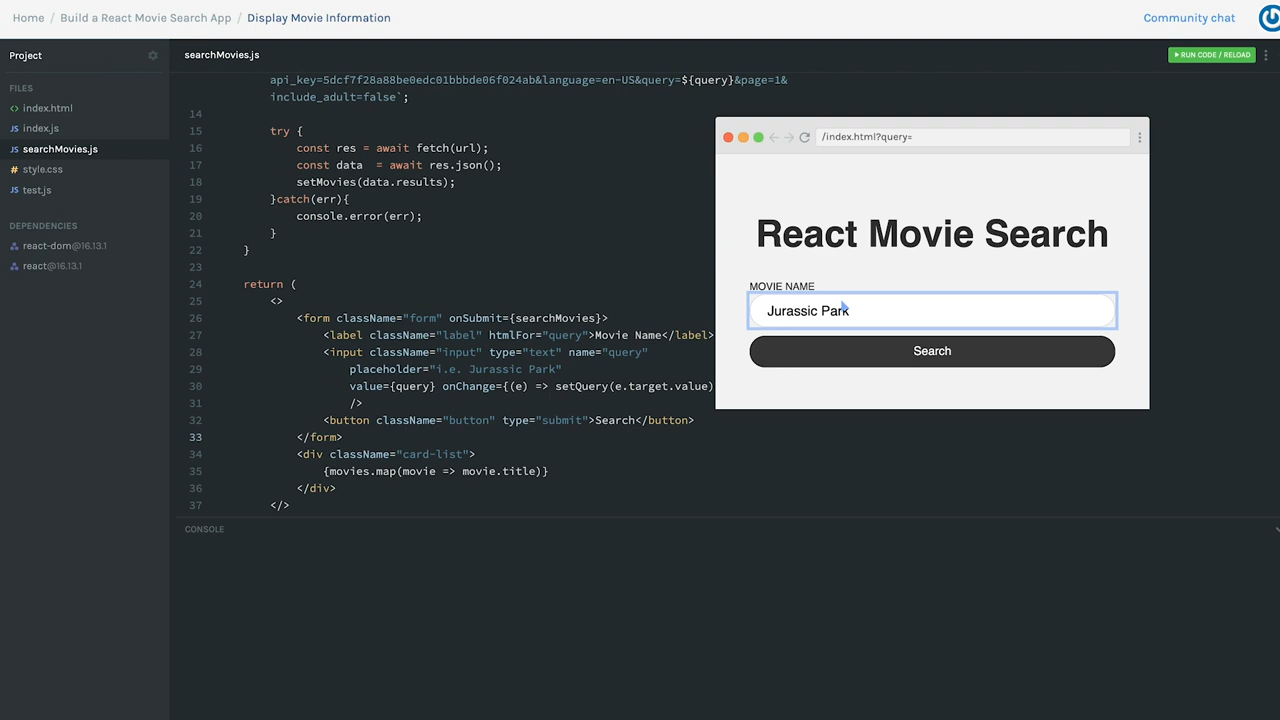 Home / Build a React Movie Search App / Display Movie Information
Community chat
Project
searchMovies.js
RUN CODE / RELOAD
FILES
<> index.html
JS index.js
JS searchMovies.js
# style.css
JS test.js
DEPENDENCIES
react-dom@16.13.1
react@16.13.1
api_key=5dcf7f28a88be0edc01bbbde06f024ab&language=en-US&query=${query}&page=1&
include_adult=false`;
14
15 try {
16 const res = await fetch(url);
17 const data = await res.json();
18 setMovies(data.results);
19 }catch(err){
20 console.error(err);
21 }
22 }
23
24 return (
25 <>
26 <form className="form" onSubmit={searchMovies}>
27 <label className="label" htmlFor="query">Movie Name</label>
28 <input className="input" type="text" name="query"
29 placeholder="i.e. Jurassic Park"
30 value={query} onChange={(e) => setQuery(e.target.value)
31 />
32 <button className="button" type="submit">Search</button>
33 </form>
34 <div className="card-list">
35 {movies.map(movie => movie.title)}
36 </div>
37 </>
/index.html?query=
React Movie Search
MOVIE NAME
Jurassic Park
Search
CONSOLE